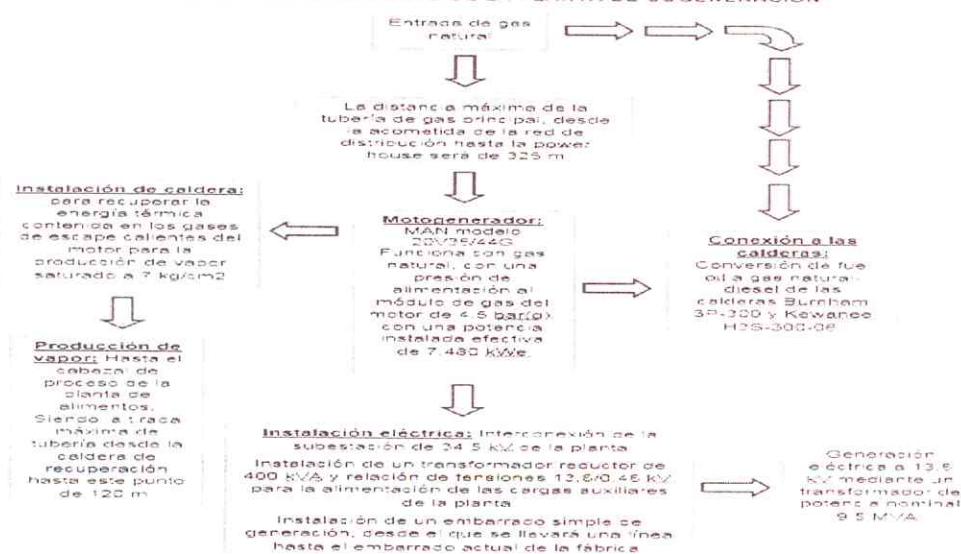 COGENERACIÓN
Entrada de gas
natural
La distancia máxima de la
tubería de gas principal, desde
la acometida de la red de
distribución hasta la power
house será de 325 m
Instalación de caldera:
para recuperar la
energía térmica
contenida en los gases
de escape calientes del
motor para la
producción de vapor
saturado a 7 kg/cm2
Motogenerador:
MAN modelo
20V35/44G
Funciona con gas
natural, con una
presión de
alimentación al
módulo de gas del
motor de 4.5 bar(g),
con una potencia
instalada efectiva
de 7,480 kWe.
Conexión a las
calderas:
Conversión de fue
oil a gas natural-
diesel de las
calderas Burnham
3P-300 y Kewanee
H3S-300-06
Producción de
vapor: Hasta el
cabezal de
proceso de la
planta de
alimentos.
Siendo la traza
máxima de
tubería desde la
caldera de
recuperación
hasta este punto
de 120 m
Instalación eléctrica: Interconexión de la
subestación de 34.5 kV de la planta
Instalación de un transformador reductor de
400 kVA y relación de tensiones 13,8/0.48 kV,
para la alimentación de las cargas auxiliares
de la planta
Instalación de un embarrado simple de
generación, desde el que se llevará una línea
hasta el embarrado actual de la fábrica
Generación
eléctrica a 13,8
kV mediante un
transformador de
potencia nominal
9.5 MVA